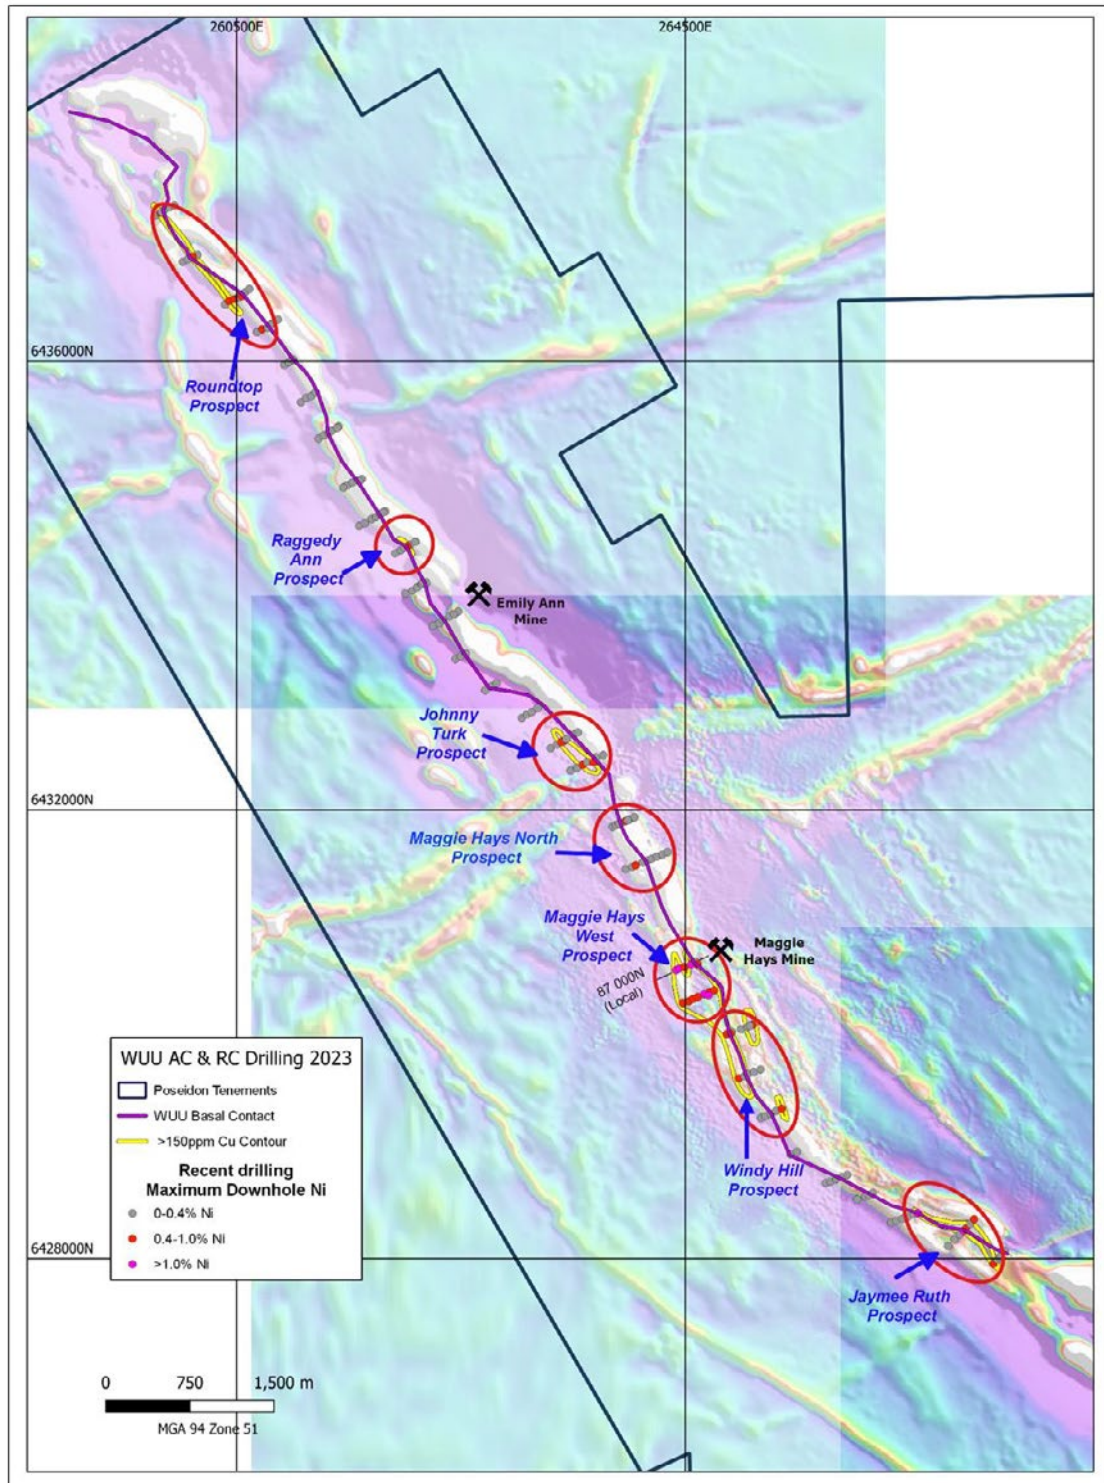 260500E
264500E
6436000N
Roundtop
Prospect
Raggedy
Ann
Prospect
Emily Ann
Mine
Johnny
Turk
Prospect
6432000N
Maggie Hays North
Prospect
Maggie Hays
West
Prospect
Maggie
Hays Mine
87 000N
(Local)
WUU AC & RC Drilling 2023
Poseidon Tenements
WUU Basal Contact
>150ppm Cu Contour
Recent drilling
Maximum Downhole Ni
0-0.4% Ni
0.4-1.0% Ni
>1.0% Ni
Windy Hill
Prospect
6428000N
Jaymee Ruth
Prospect
0 750 1,500 m
MGA 94 Zone 51